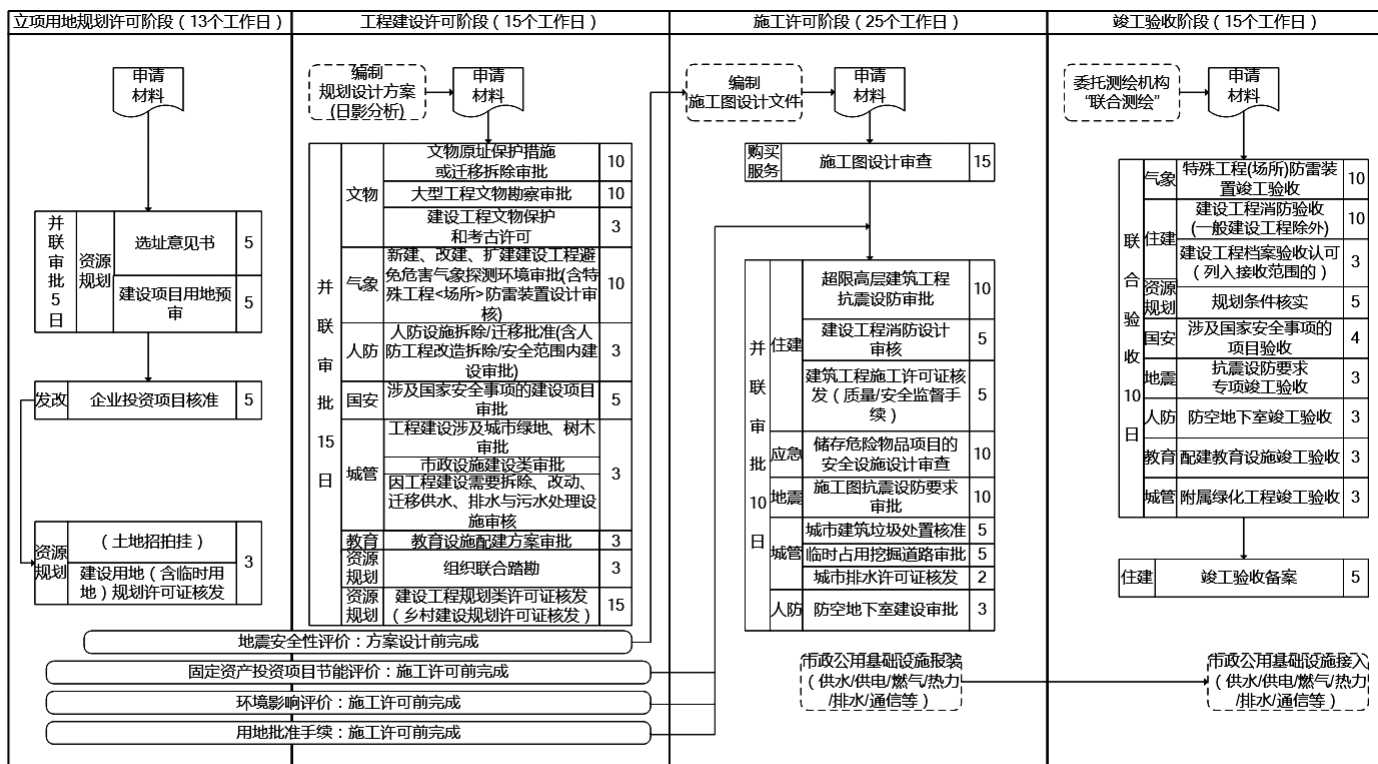 立项用地规划许可阶段（13个工作日）
申请
材料
并联审批5日
资源
规划
选址意见书
5
建设项目用地预
审
5
发改
企业投资项目核准
5
资源
规划
（土地招拍挂）
建设用地（含临时用
地）规划许可证核发
3
工程建设许可阶段（15个工作日）
编制
规划设计方案
(日影分析)
申请
材料
并联审批15日
文物
文物原址保护措施
或迁移拆除审批
10
大型工程文物勘察审批
10
建设工程文物保护
和考古许可
3
气象
新建、改建、扩建建设工程避
免危害气象探测环境审批(含特
殊工程<场所>防雷装置设计审
核)
10
人防
人防设施拆除/迁移批准(含人
防工程改造拆除/安全范围内建
设审批)
3
国安
涉及国家安全事项的建设项目
审批
5
城管
工程建设涉及城市绿地、树木
审批
市政设施建设类审批
因工程建设需要拆除、改动、
迁移供水、排水与污水处理设
施审核
3
教育
教育设施配建方案审批
3
资源
规划
组织联合踏勘
3
资源
规划
建设工程规划类许可证核发
（乡村建设规划许可证核发）
15
地震安全性评价：方案设计前完成
固定资产投资项目节能评价：施工许可前完成
环境影响评价：施工许可前完成
用地批准手续：施工许可前完成
施工许可阶段（25个工作日）
编制
施工图设计文件
申请
材料
购买
服务
施工图设计审查
15
并联审批10日
住建
超限高层建筑工程
抗震设防审批
10
建设工程消防设计
审核
5
建筑工程施工许可证核
发（质量/安全监督手
续）
5
应急
储存危险物品项目的
安全设施设计审查
10
地震
施工图抗震设防要求
审批
10
城管
城市建筑垃圾处置核准
5
临时占用挖掘道路审批
5
城市排水许可证核发
2
人防
防空地下室建设审批
3
市政公用基础设施报装
（供水/供电/燃气/热力
/排水/通信等）
竣工验收阶段（15个工作日）
委托测绘机构
“联合测绘”
申请
材料
联合验收10日
气象
特殊工程(场所)防雷装
置竣工验收
10
住建
建设工程消防验收
(一般建设工程除外)
10
建设工程档案验收认可
（列入接收范围的）
3
资源
规划
规划条件核实
5
国安
涉及国家安全事项的
项目验收
4
地震
抗震设防要求
专项竣工验收
3
人防
防空地下室竣工验收
3
教育
配建教育设施竣工验收
3
城管
附属绿化工程竣工验收
3
住建
竣工验收备案
5
市政公用基础设施接入
（供水/供电/燃气/热力
/排水/通信等）